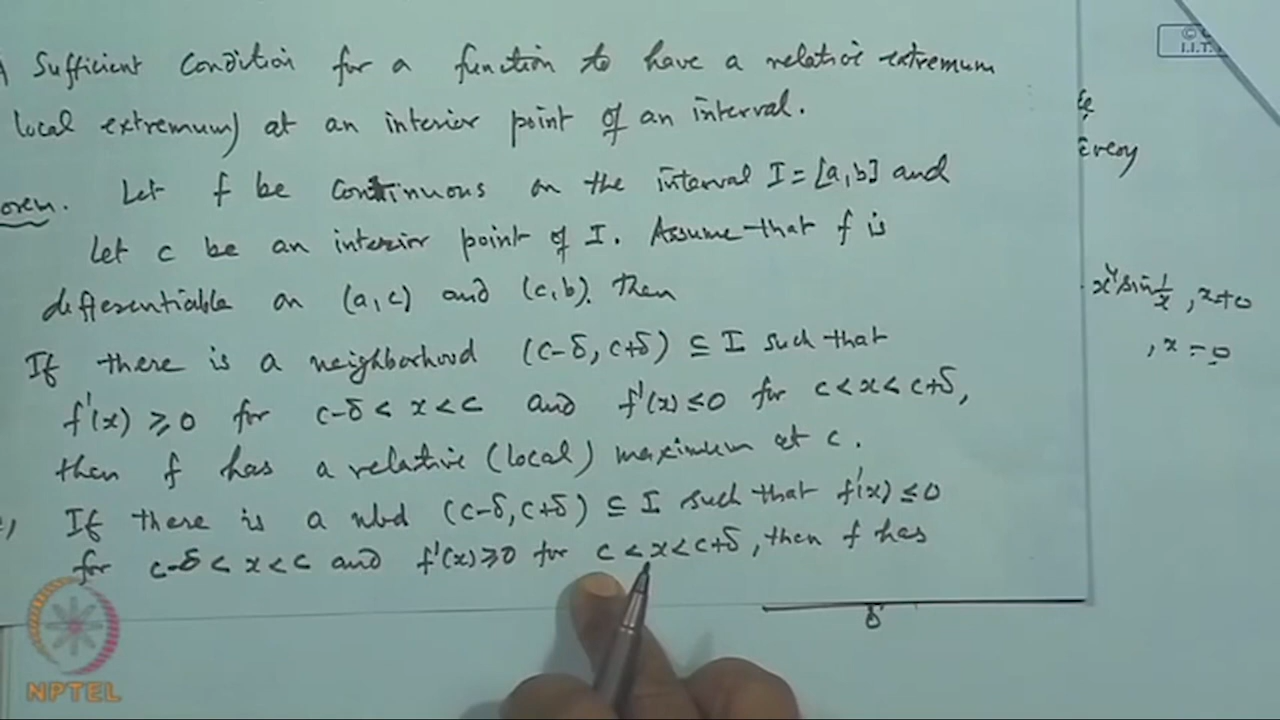 Sufficient Condition for a function to have a relative extremum
local extremum) at an interior point of an interval.
Let f be continuous on the interval I = [a, b] and
Let c be an interior point of I. Assume that f is
differentiable on (a, c) and (c, b). Then
If there is a neighborhood (c-δ, c+δ) ⊆ I such that
f'(x) ≥ 0 for c-δ < x < c and f'(x) ≤ 0 for c < x < c+δ,
then f has a relative (local) maximum at c.
If there is a nbd (c-δ, c+δ) ⊆ I such that f'(x) ≤ 0
for c-δ < x < c and f'(x) ≥ 0 for c < x < c+δ, then f has
©
I.I.T.
Every
sin 1/x , x ≠ 0
, x = 0
NPTEL